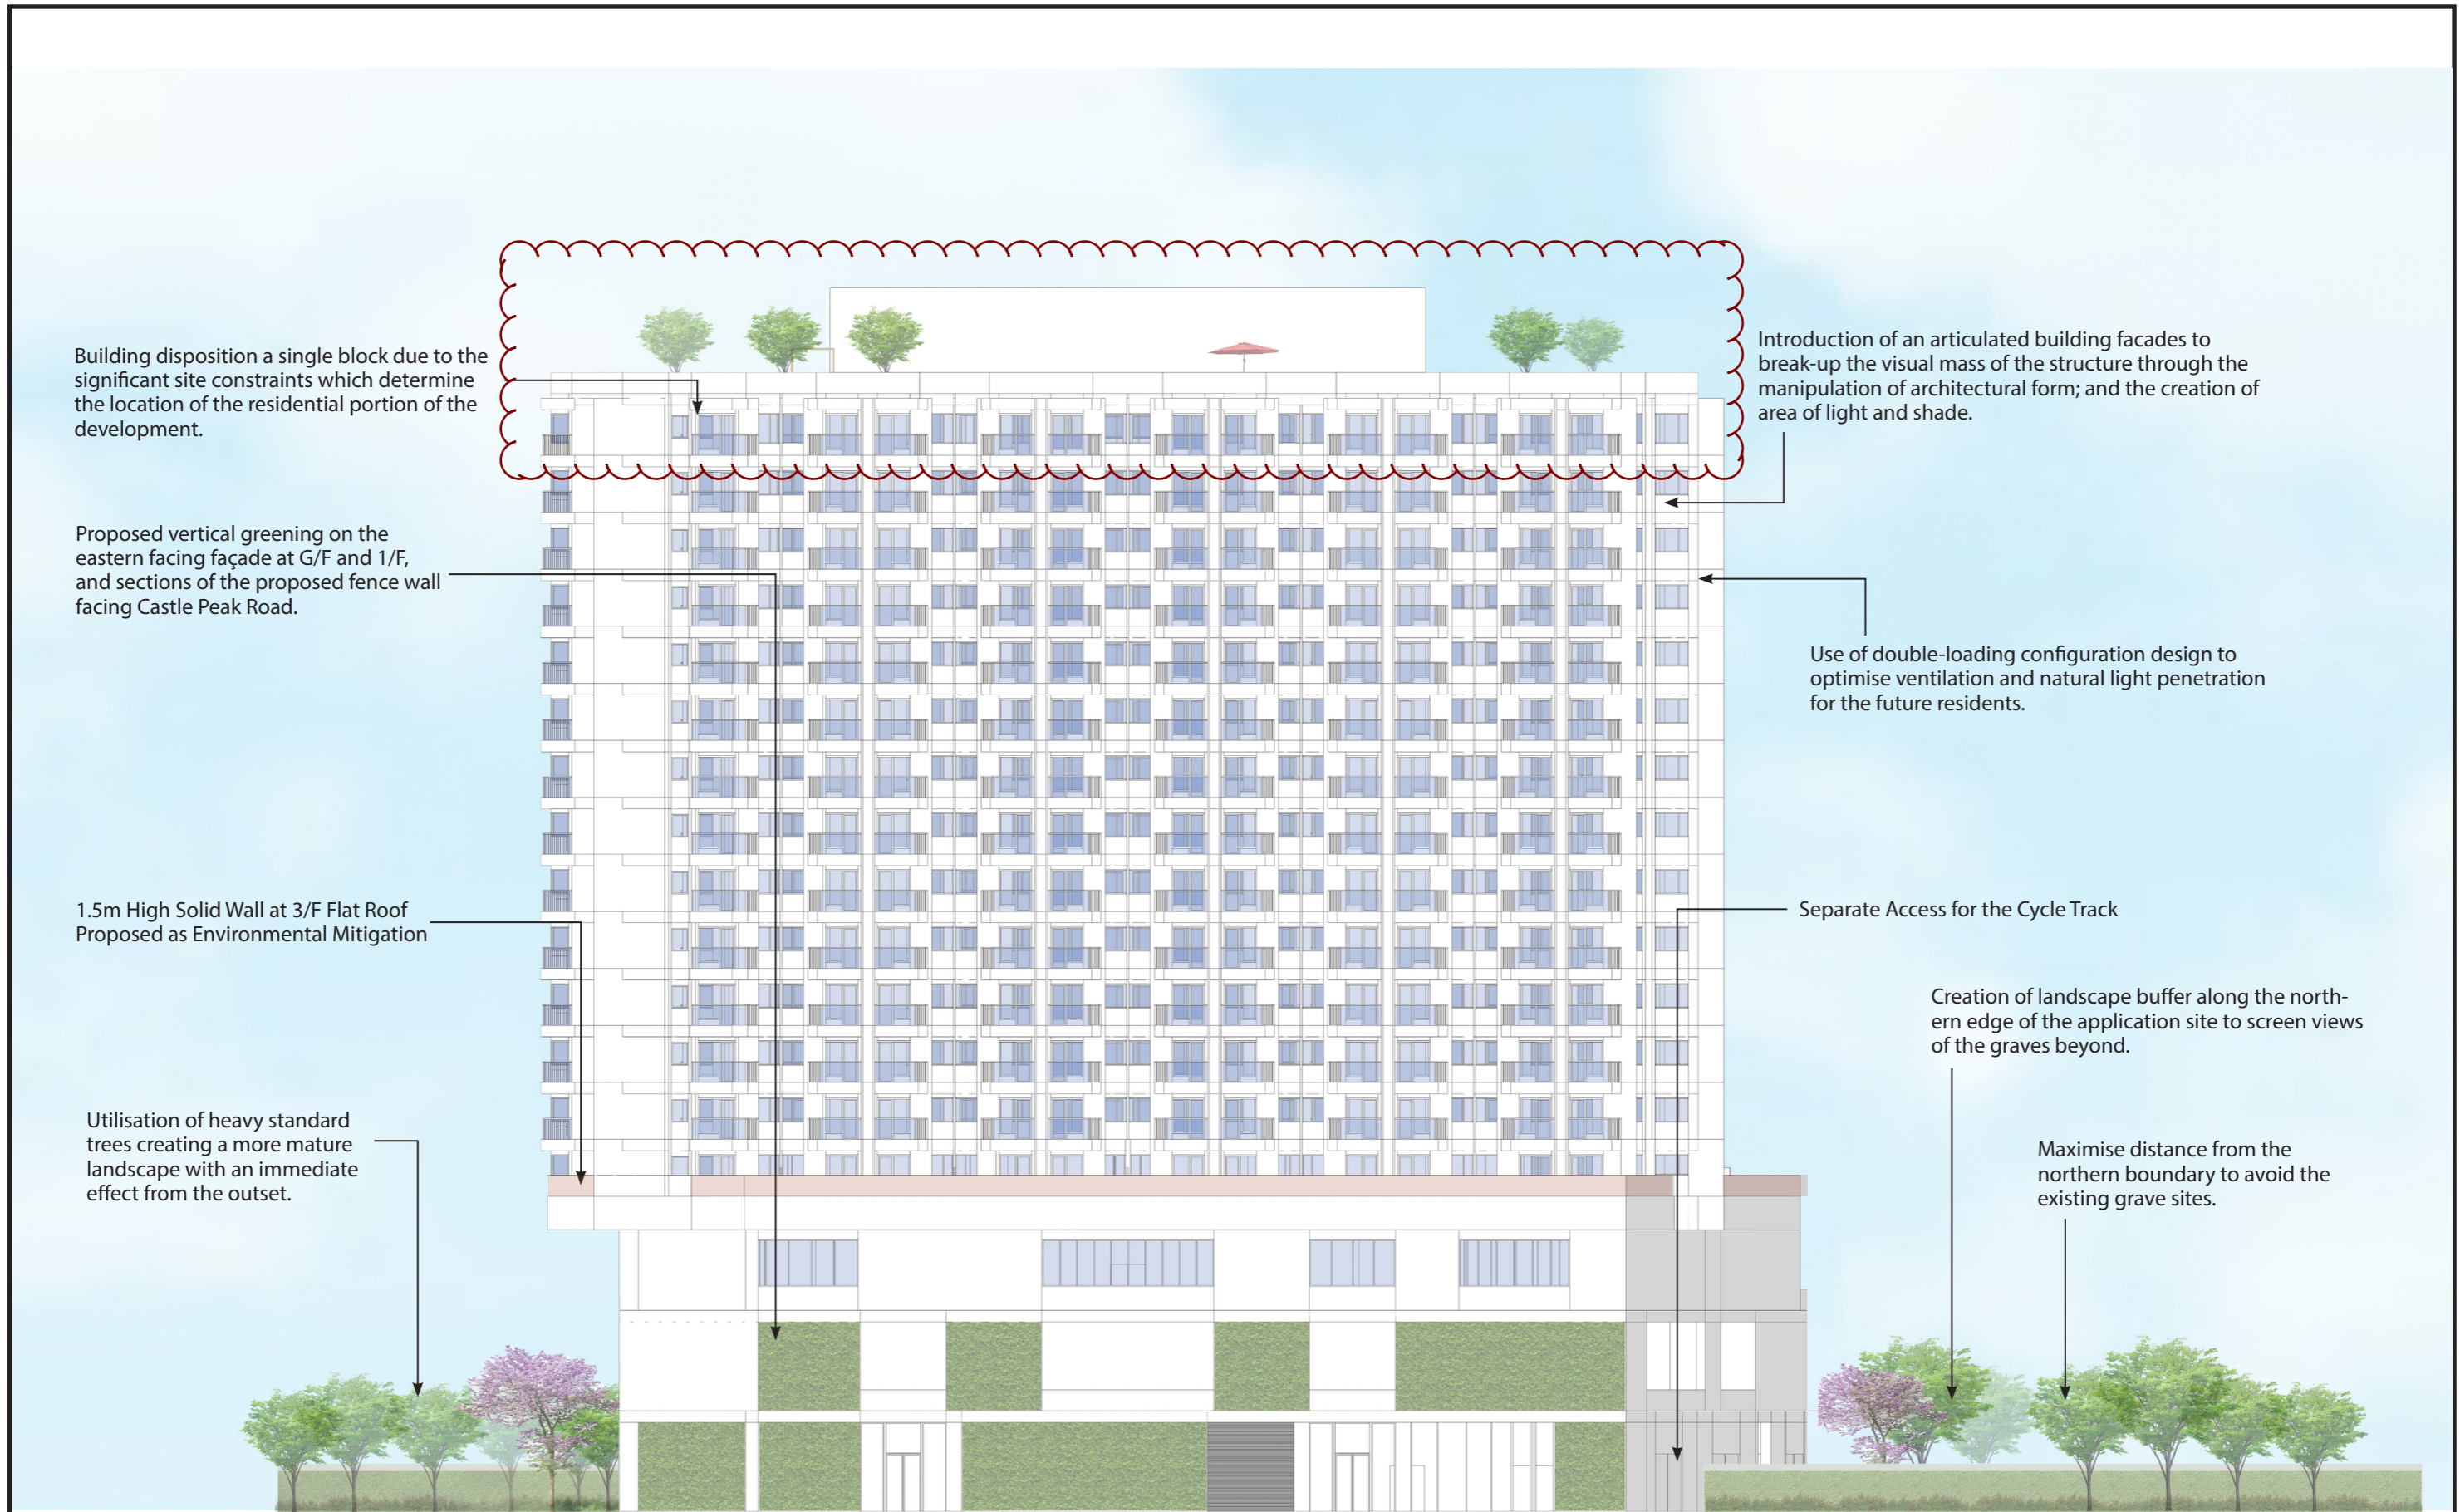 Building disposition a single block due to the
significant site constraints which determine
the location of the residential portion of the
development.
Proposed vertical greening on the
eastern facing façade at G/F and 1/F,
and sections of the proposed fence wall
facing Castle Peak Road.
1.5m High Solid Wall at 3/F Flat Roof
Proposed as Environmental Mitigation
Utilisation of heavy standard
trees creating a more mature
landscape with an immediate
effect from the outset.
Introduction of an articulated building facades to
break-up the visual mass of the structure through the
manipulation of architectural form; and the creation of
area of light and shade.
Use of double-loading configuration design to
optimise ventilation and natural light penetration
for the future residents.
Separate Access for the Cycle Track
Creation of landscape buffer along the north-
ern edge of the application site to screen views
of the graves beyond.
Maximise distance from the
northern boundary to avoid the
existing grave sites.